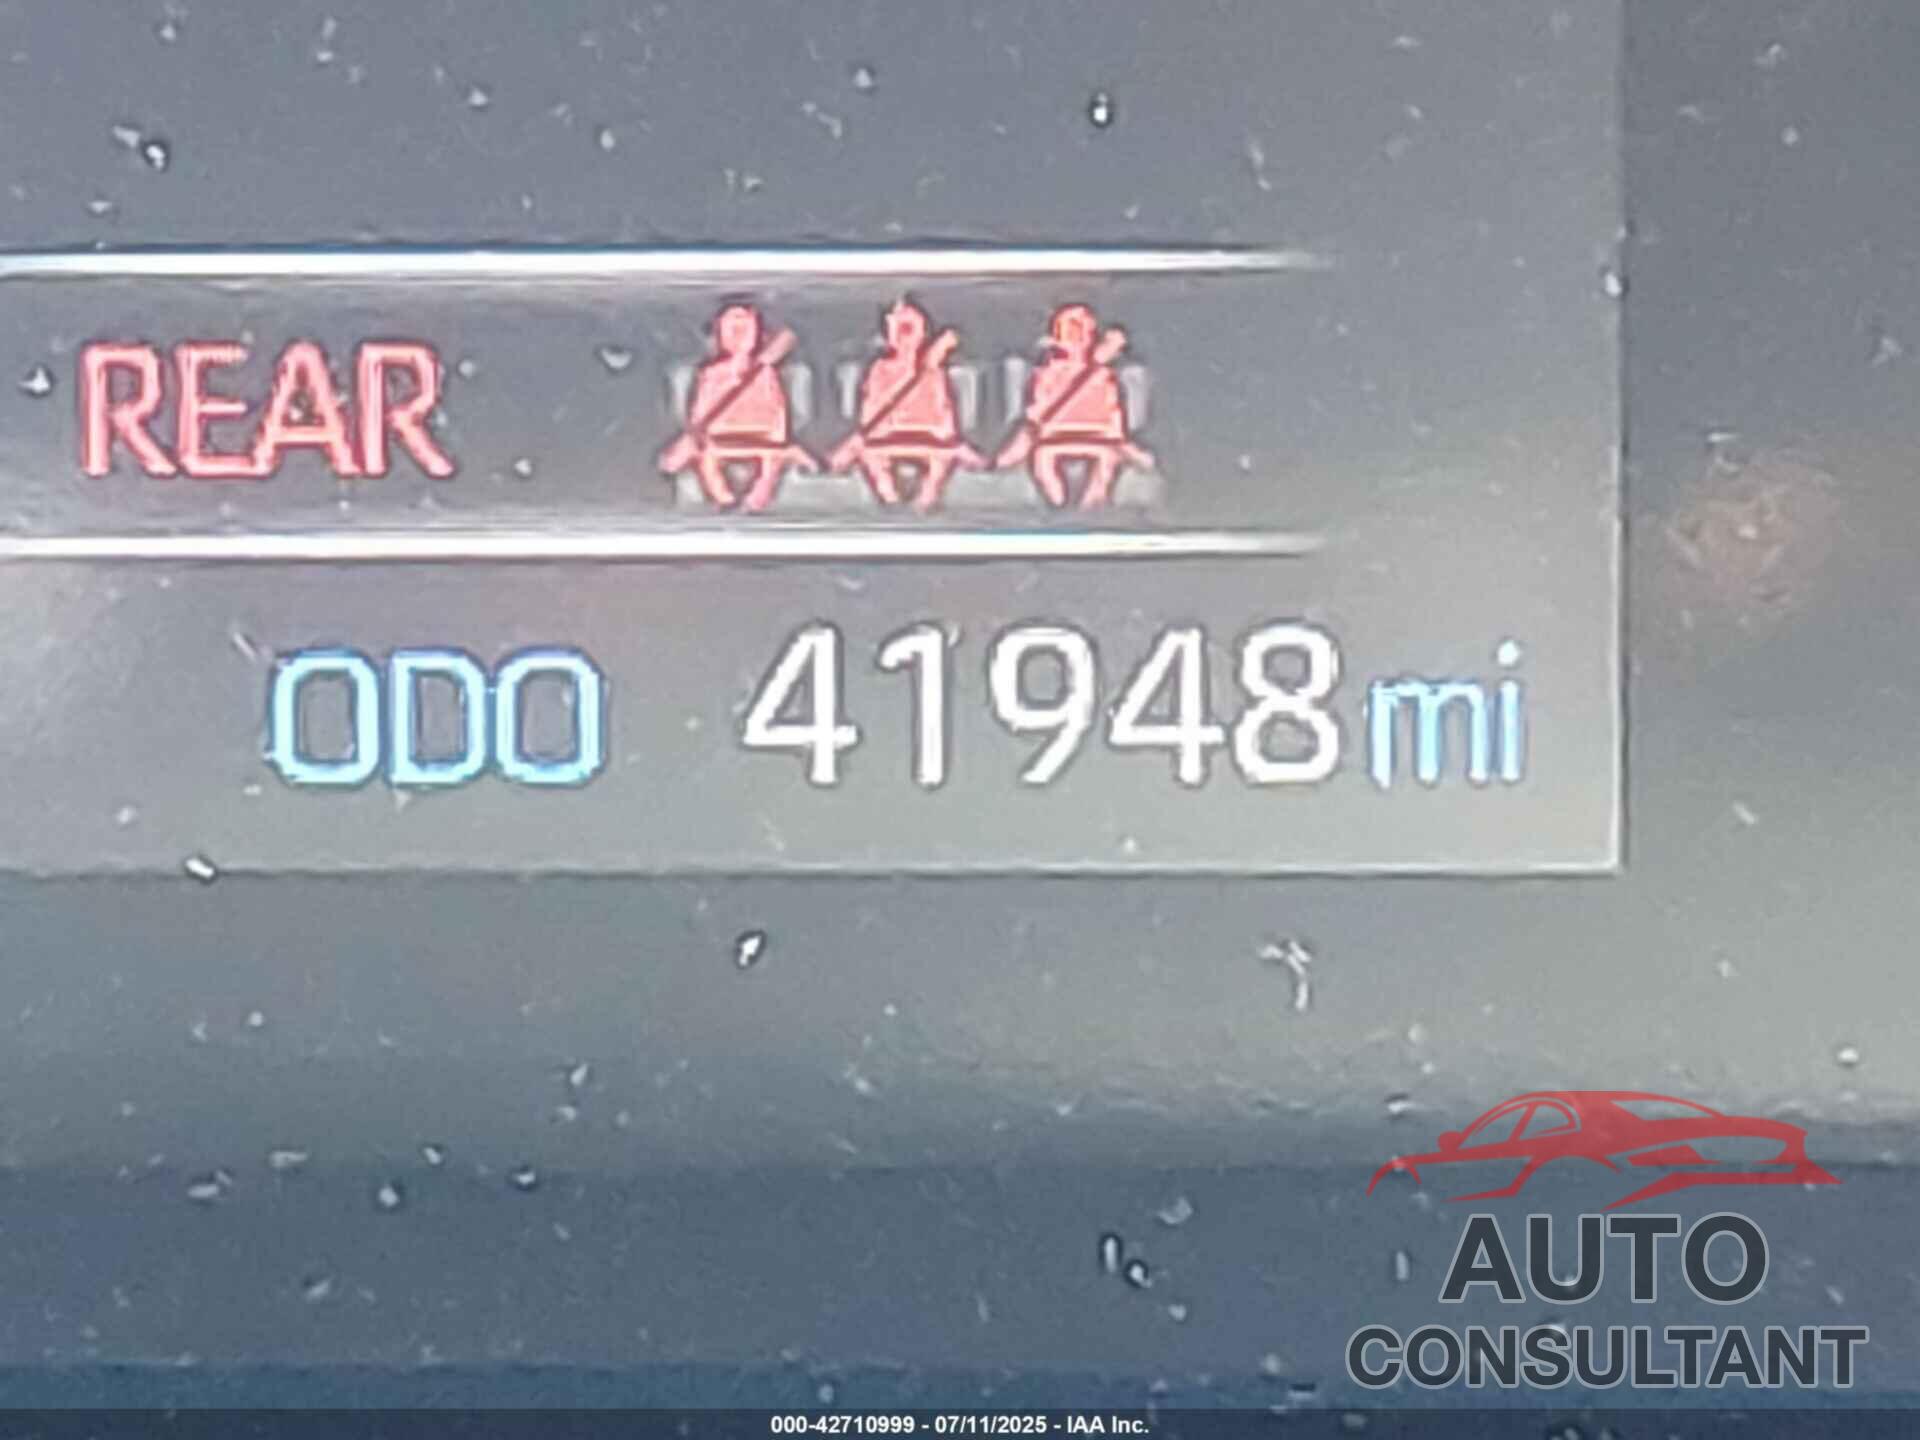 REAR
ODO 41948 mi
AUTO
CONSULTANT
000-42710999 - 07/11/2025 - IAA Inc.